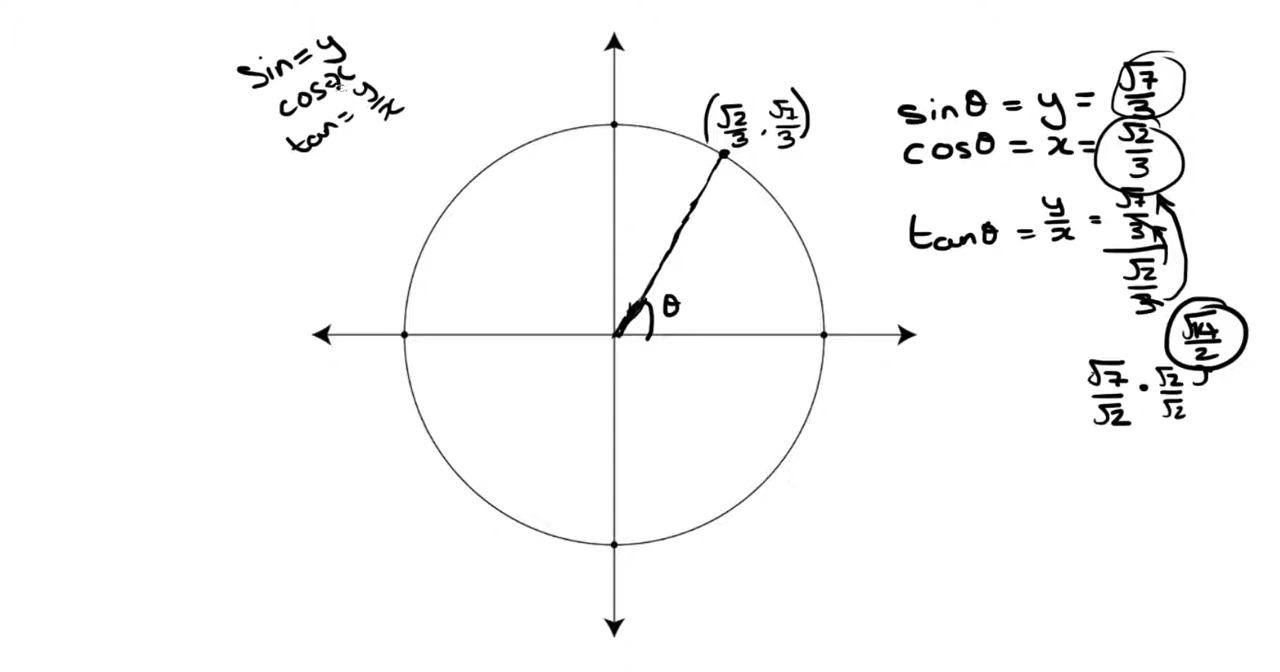 sin = y
cos = x
tan = y/x
(√2/3, √7/3)
θ
sinθ = y = √7/3
cosθ = x = √2/3
tanθ = y/x = √7/3 / √2/3
√14/2
√7/√2 · √2/√2